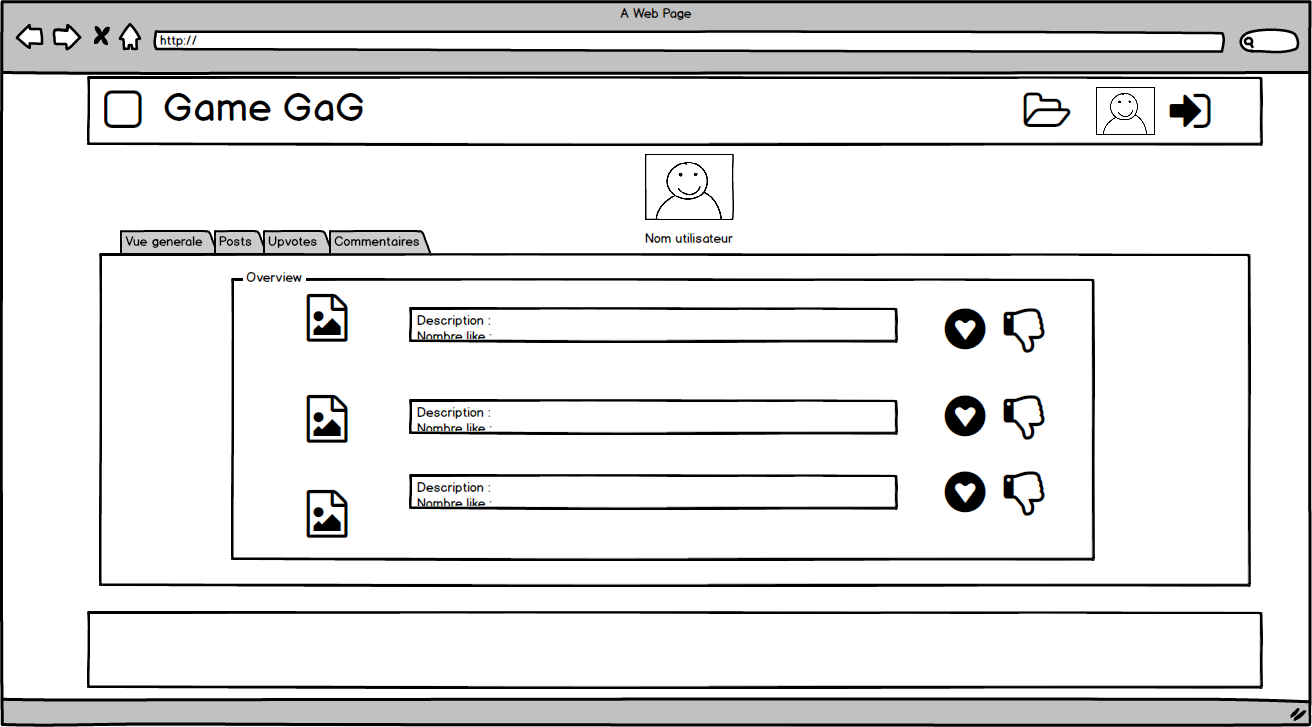 A Web Page
http://
Game GaG
Nom utilisateur
Vue generale
Posts
Upvotes
Commentaires
Overview
Description :
Nombre like :
Description :
Nombre like :
Description :
Nombre like :